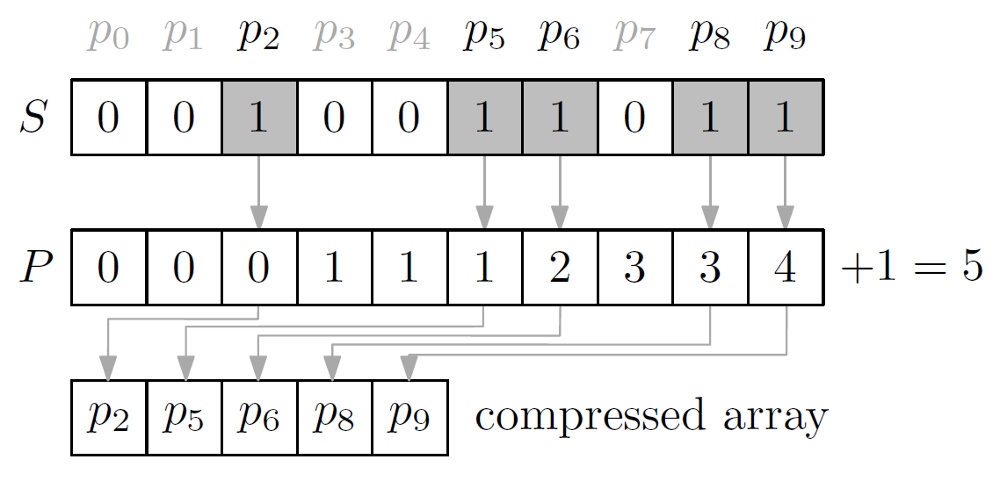 p₀ p₁ p₂ p₃ p₄ p₅ p₆ p₇ p₈ p₉
S 0 0 1 0 0 1 1 0 1 1
P 0 0 0 1 1 1 2 3 3 4 +1 = 5
p₂ p₅ p₆ p₈ p₉ compressed array